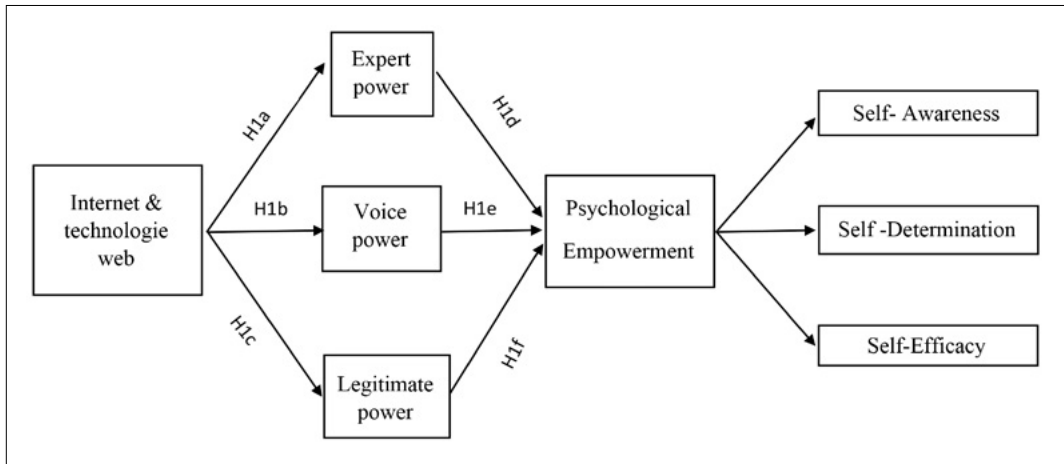 Internet &
technologie
web
H1a
H1b
H1c
Expert
power
Voice
power
Legitimate
power
H1d
H1e
H1f
Psychological
Empowerment
Self- Awareness
Self -Determination
Self-Efficacy